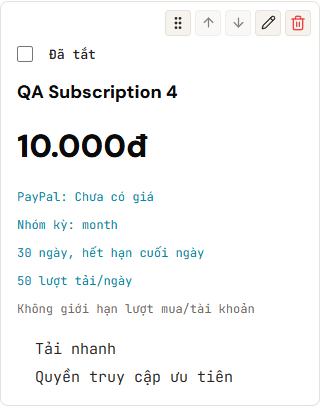 Đã tắt
QA Subscription 4
10.000đ
PayPal: Chưa có giá
Nhóm kỳ: month
30 ngày, hết hạn cuối ngày
50 lượt tải/ngày
Không giới hạn lượt mua/tài khoản
Tải nhanh
Quyền truy cập ưu tiên